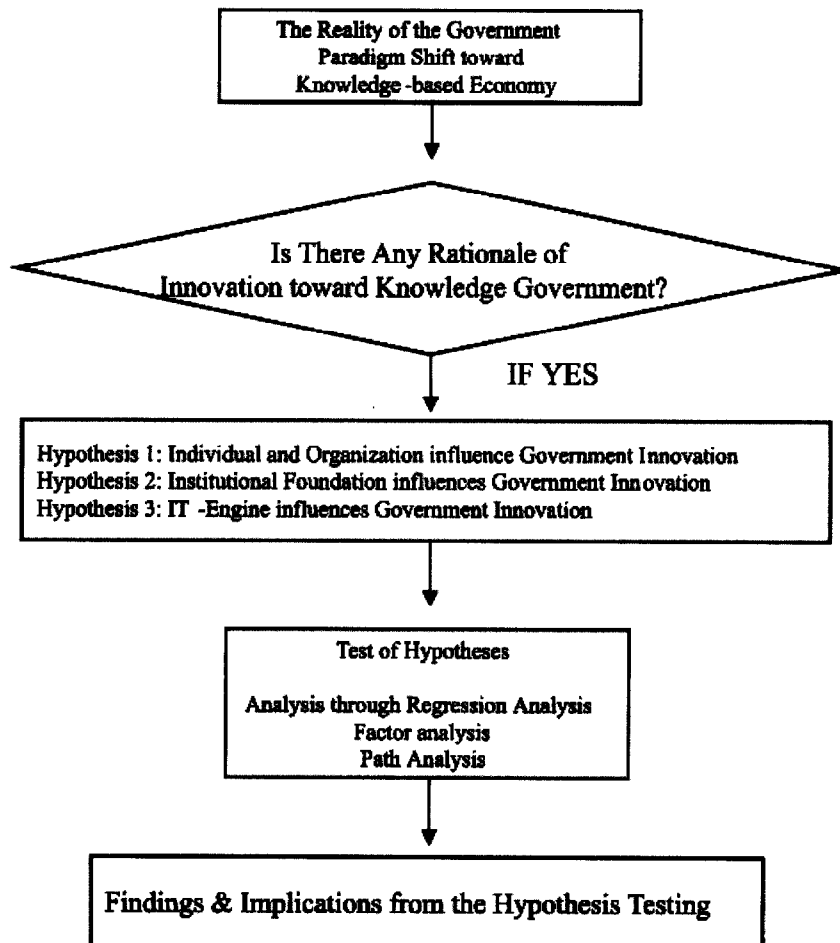 The Reality of the Government
Paradigm Shift toward
Knowledge-based Economy
Is There Any Rationale of
Innovation toward Knowledge Government?
IF YES
Hypothesis 1: Individual and Organization influence Government Innovation
Hypothesis 2: Institutional Foundation influences Government Innovation
Hypothesis 3: IT -Engine influences Government Innovation
Test of Hypotheses
Analysis through Regression Analysis
Factor analysis
Path Analysis
Findings & Implications from the Hypothesis Testing